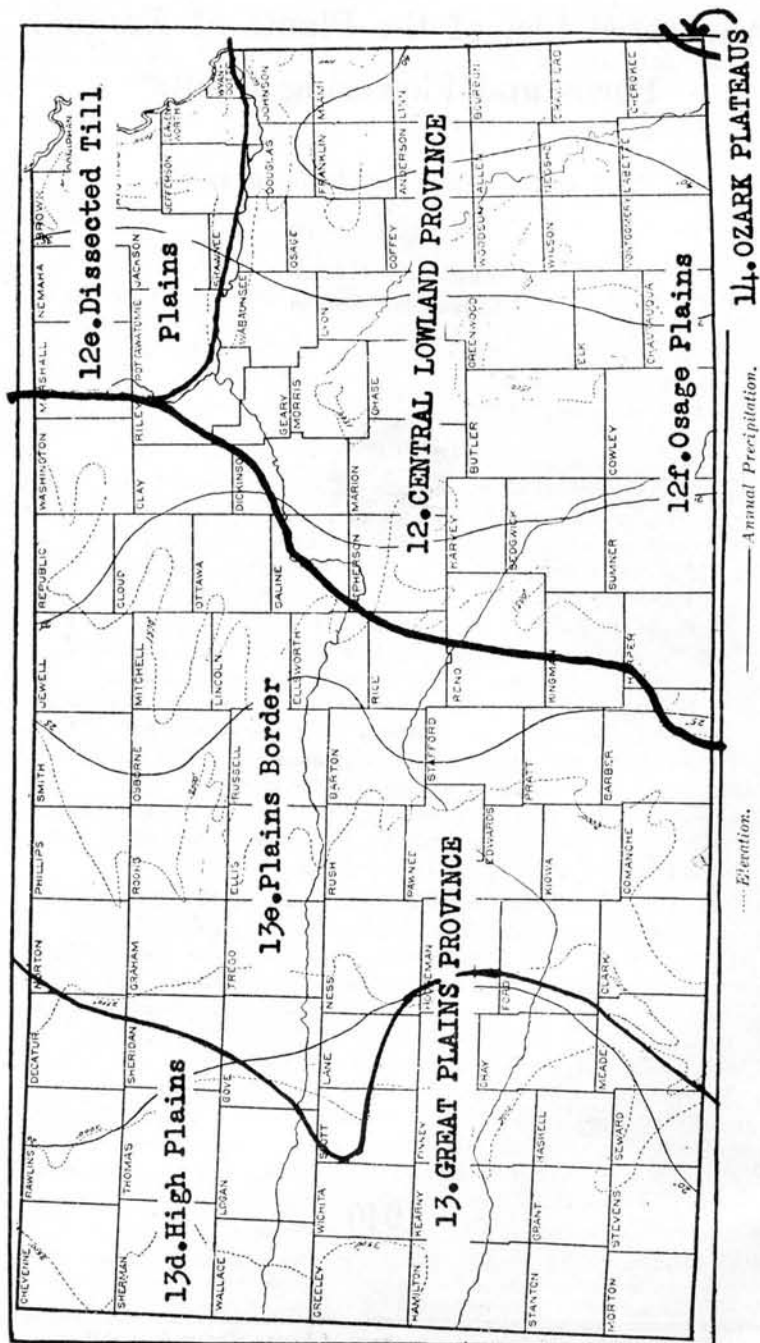 CHEYENNE
RAWLINS
DECATUR
NORTON
PHILLIPS
SMITH
JEWELL
REPUBLIC
WASHINGTON
MARSHALL
NEMAHA
BROWN
12e.Dissected Till
Plains
SHERMAN
THOMAS
SHERIDAN
GRAHAM
ROOKS
OSBORNE
MITCHELL
CLOUD
CLAY
RILEY
POTTAWATOMIE
JACKSON
JEFFERSON
13d.High Plains
OTTAWA
LINCOLN
WALLACE
LOGAN
GOVE
TREGO
ELLIS
RUSSELL
13e.Plains Border
ELLSWORTH
SALINE
DICKINSON
GEARY
MORRIS
WABAUNSEE
SHAWNEE
DOUGLAS
JOHNSON
GREELEY
WICHITA
SCOTT
LANE
NESS
RUSH
BARTON
RICE
MARION
CHASE
LYON
OSAGE
FRANKLIN
MIAMI
COFFEY
ANDERSON
LINN
12.CENTRAL LOWLAND PROVINCE
HAMILTON
KEARNY
FINNEY
PAWNEE
STAFFORD
RENO
HARVEY
BUTLER
GREENWOOD
WOODSON
ALLEN
13.GREAT PLAINS PROVINCE
EDWARDS
SEDGWICK
STANTON
GRANT
HASKELL
GRAY
FORD
KIOWA
PRATT
KINGMAN
ELK
WILSON
NEOSHO
MORTON
STEVENS
SEWARD
MEADE
CLARK
COMANCHE
BARBER
SUMNER
COWLEY
MONTGOMERY
LABETTE
CHEROKEE
12f.Osage Plains
14.OZARK PLATEAUS
Elevation.
Annual Precipitation.